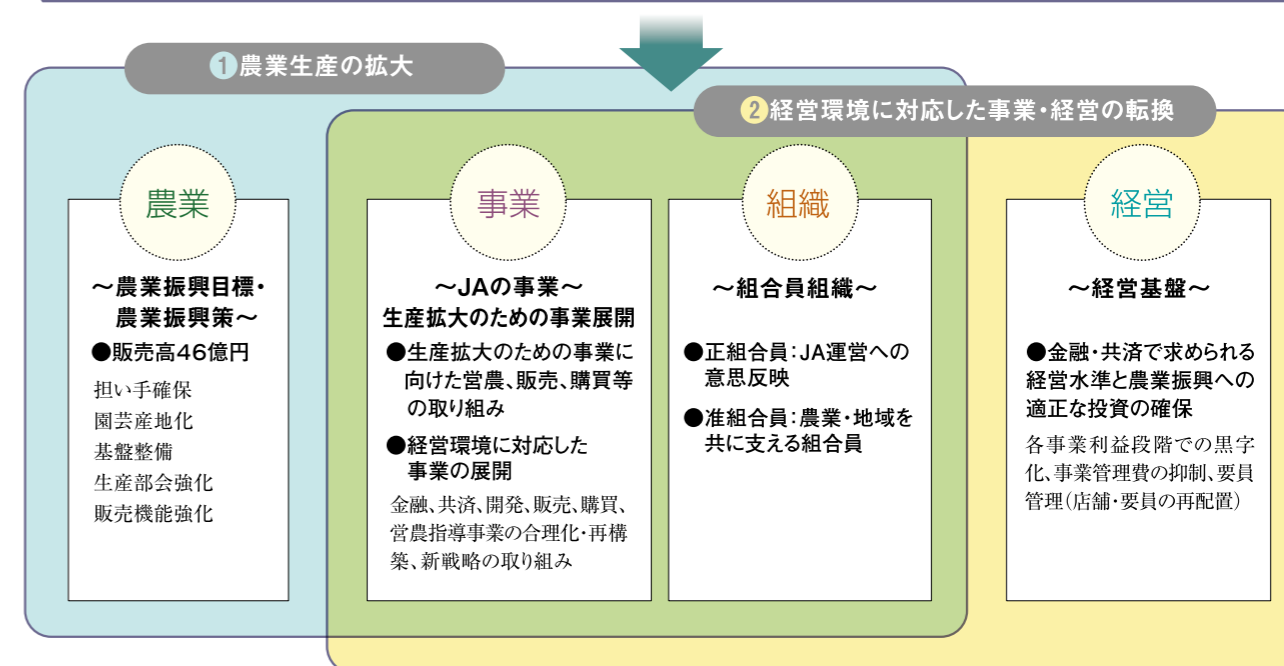 ❶農業生産の拡大
❷経営環境に対応した事業・経営の転換
農業
～農業振興目標・
農業振興策～
●販売高46億円
担い手確保
園芸産地化
基盤整備
生産部会強化
販売機能強化
事業
～JAの事業～
生産拡大のための事業展開
●生産拡大のための事業に
向けた営農、販売、購買等
の取り組み
●経営環境に対応した
事業の展開
金融、共済、開発、販売、購買、
営農指導事業の合理化・再構
築、新戦略の取り組み
組織
～組合員組織～
●正組合員：JA運営への
意思反映
●准組合員：農業・地域を
共に支える組合員
経営
～経営基盤～
●金融・共済で求められる
経営水準と農業振興への
適正な投資の確保
各事業利益段階での黒字
化、事業管理費の抑制、要員
管理（店舗・要員の再配置）